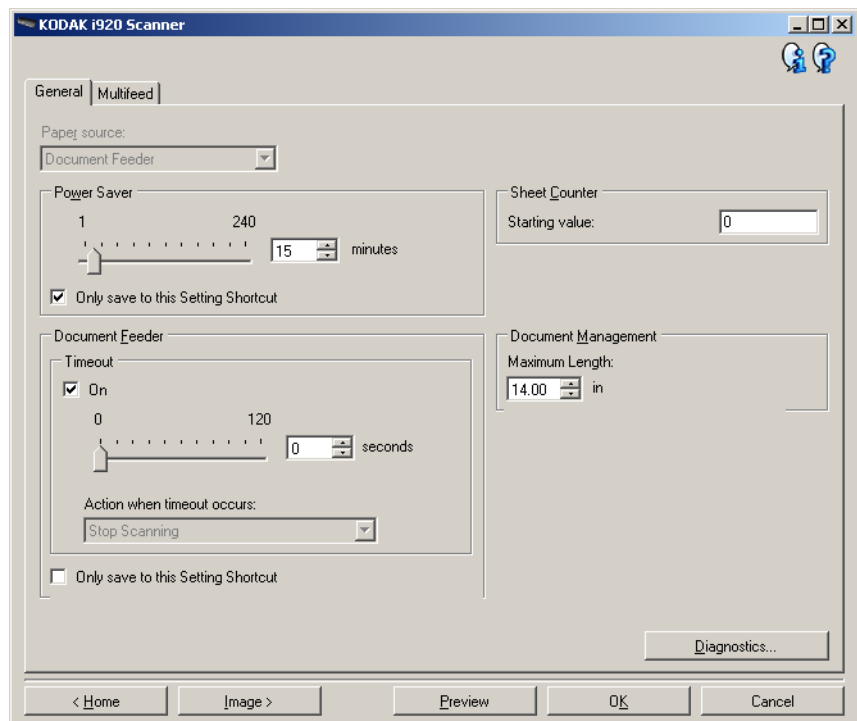 KODAK i920 Scanner
General
Multifeed
Paper source:
Document Feeder
Power Saver
1 240
15 minutes
Only save to this Setting Shortcut
Sheet Counter
Starting value: 0
Document Feeder
Timeout
On
0 120
0 seconds
Action when timeout occurs:
Stop Scanning
Only save to this Setting Shortcut
Document Management
Maximum Length:
14.00 in
Diagnostics...
< Home
Image >
Preview
OK
Cancel